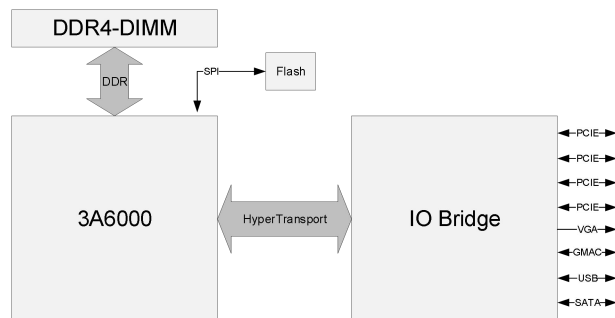 DDR4-DIMM
DDR
SPI
Flash
3A6000
HyperTransport
IO Bridge
PCIE
PCIE
PCIE
PCIE
VGA
GMAC
USB
SATA